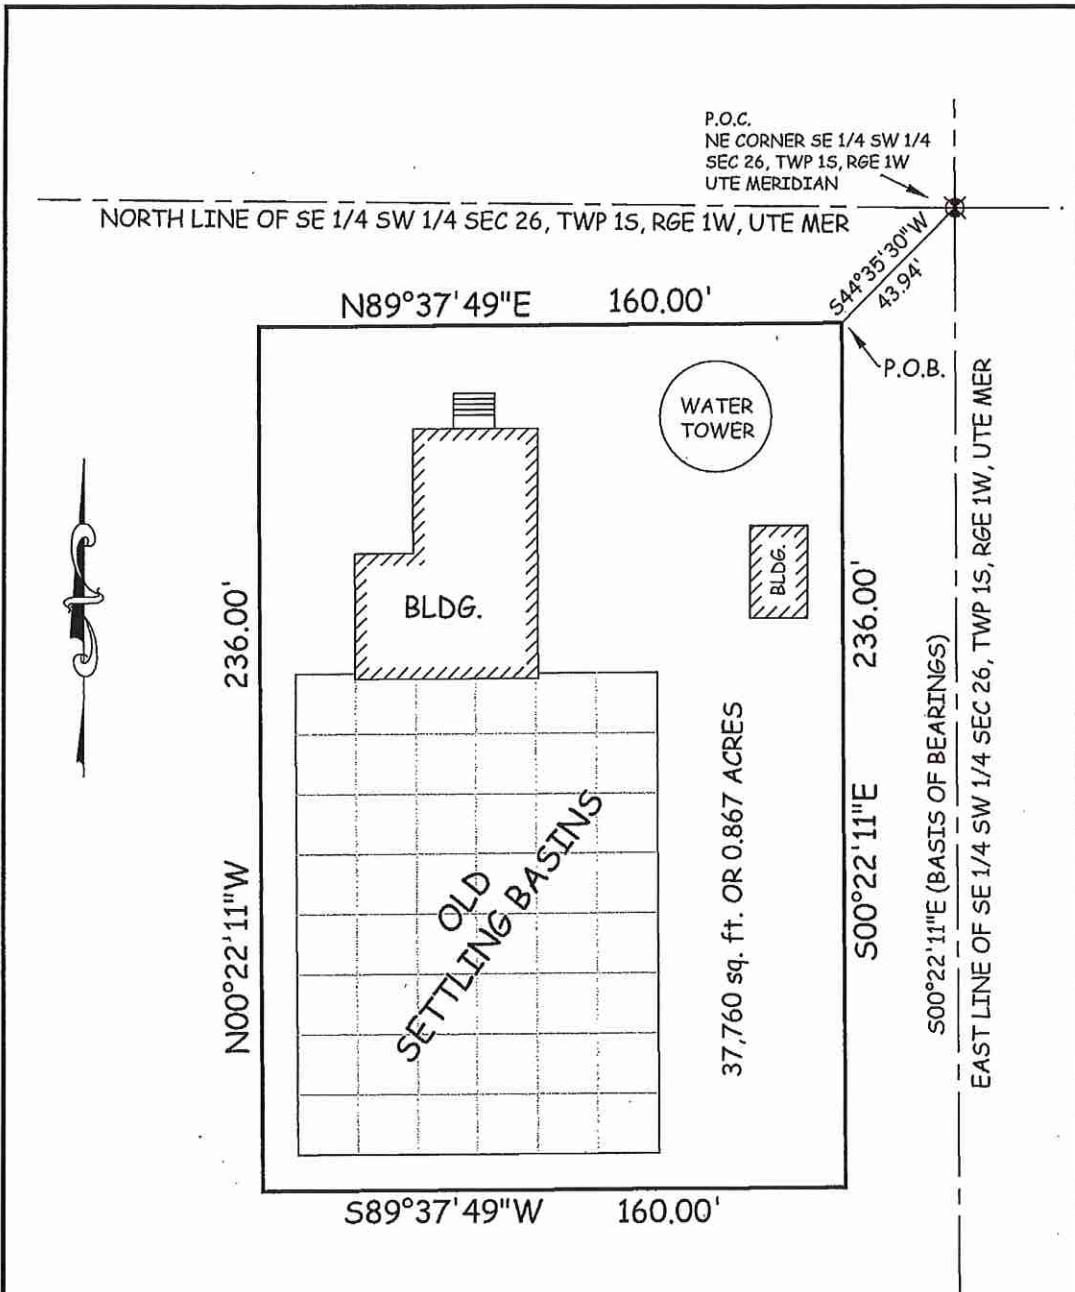 P.O.C.
NE CORNER SE 1/4 SW 1/4
SEC 26, TWP 1S, RGE 1W
UTE MERIDIAN
NORTH LINE OF SE 1/4 SW 1/4 SEC 26, TWP 1S, RGE 1W, UTE MER
S44°35'30"W
43.94'
N89°37'49"E 160.00'
P.O.B.
WATER
TOWER
BLDG.
BLDG.
236.00'
N00°22'11"W
236.00'
S00°22'11"E
OLD
SETTLING BASINS
37,760 sq. ft. OR 0.867 ACRES
S00°22'11"E (BASIS OF BEARINGS)
EAST LINE OF SE 1/4 SW 1/4 SEC 26, TWP 1S, RGE 1W, UTE MER
S89°37'49"W 160.00'